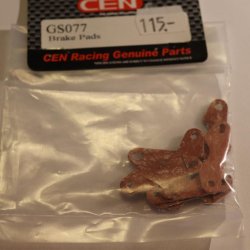 CEN
115.-
GS077
Brake Pads
CEN Racing Genuine Parts